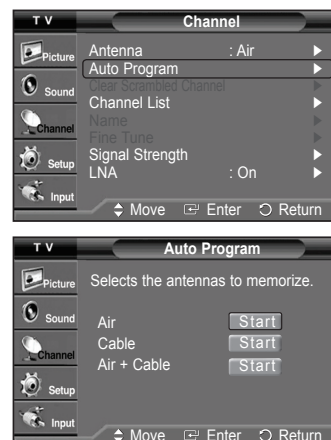 T V
Channel
Picture
Sound
Channel
Setup
Input
Antenna : Air
Auto Program
Clear Scrambled Channel
Channel List
Name
Fine Tune
Signal Strength
LNA : On
Move Enter Return
T V
Auto Program
Picture
Sound
Channel
Setup
Input
Selects the antennas to memorize.
Air Start
Cable Start
Air + Cable Start
Move Enter Return